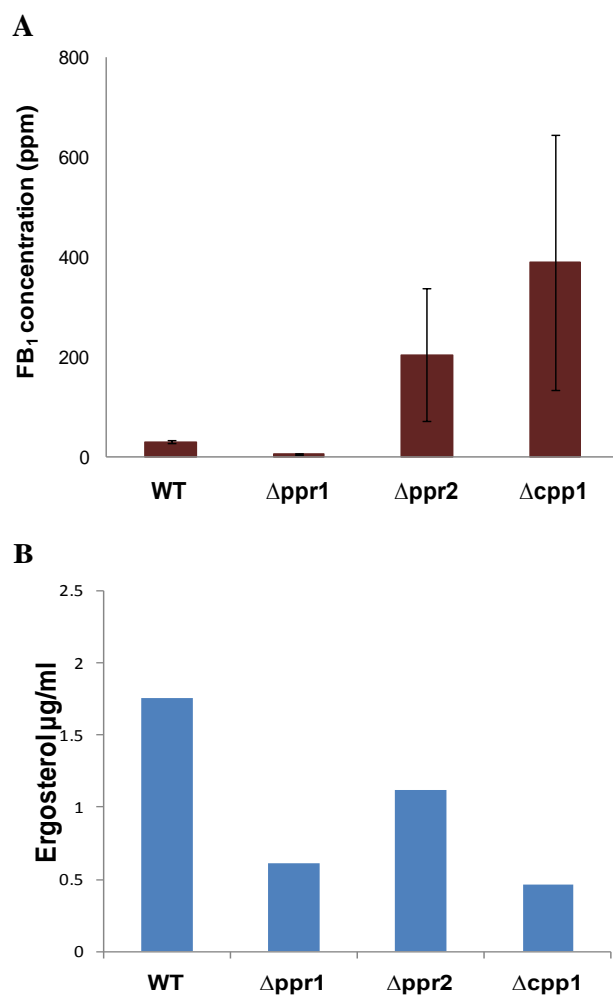 A
800
600
400
200
0
FB₁ concentration (ppm)
WT Δppr1 Δppr2 Δcpp1
B
2.5
2
1.5
1
0.5
0
Ergosterol µg/ml
WT Δppr1 Δppr2 Δcpp1